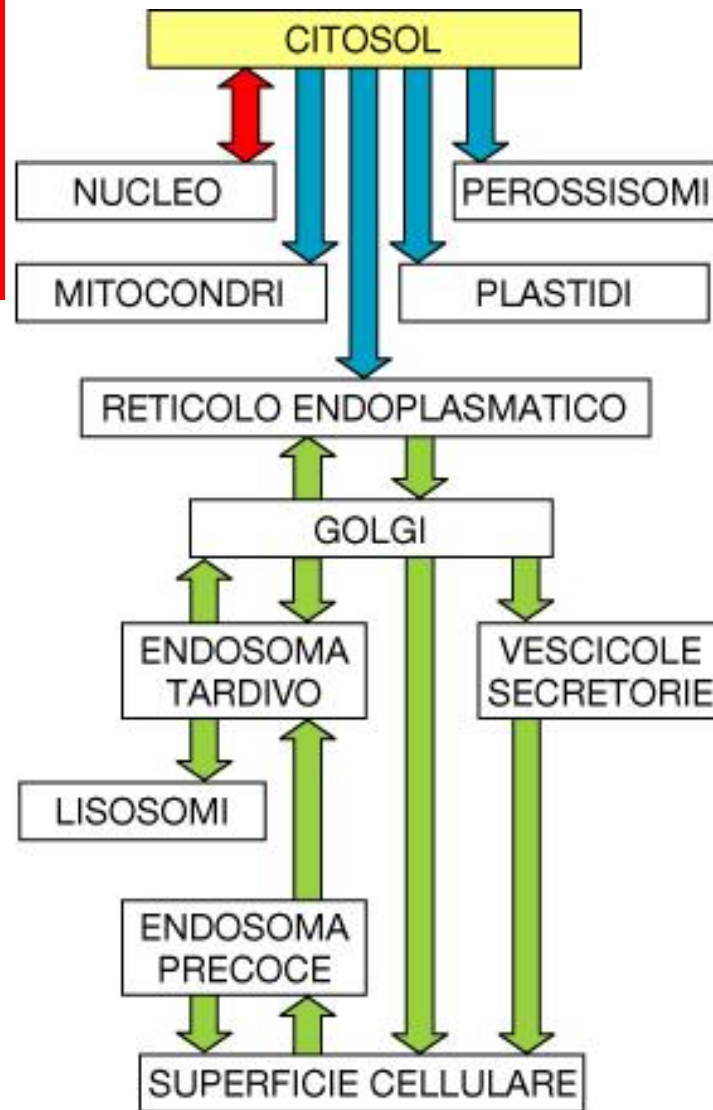 CITOSOL
NUCLEO
PEROSSISOMI
MITOCONDRI
PLASTIDI
RETICOLO ENDOPLASMATICO
GOLGI
ENDOSOMA
TARDIVO
VESCICOLE
SECRETORIE
LISOSOMI
ENDOSOMA
PRECOCE
SUPERFICIE CELLULARE